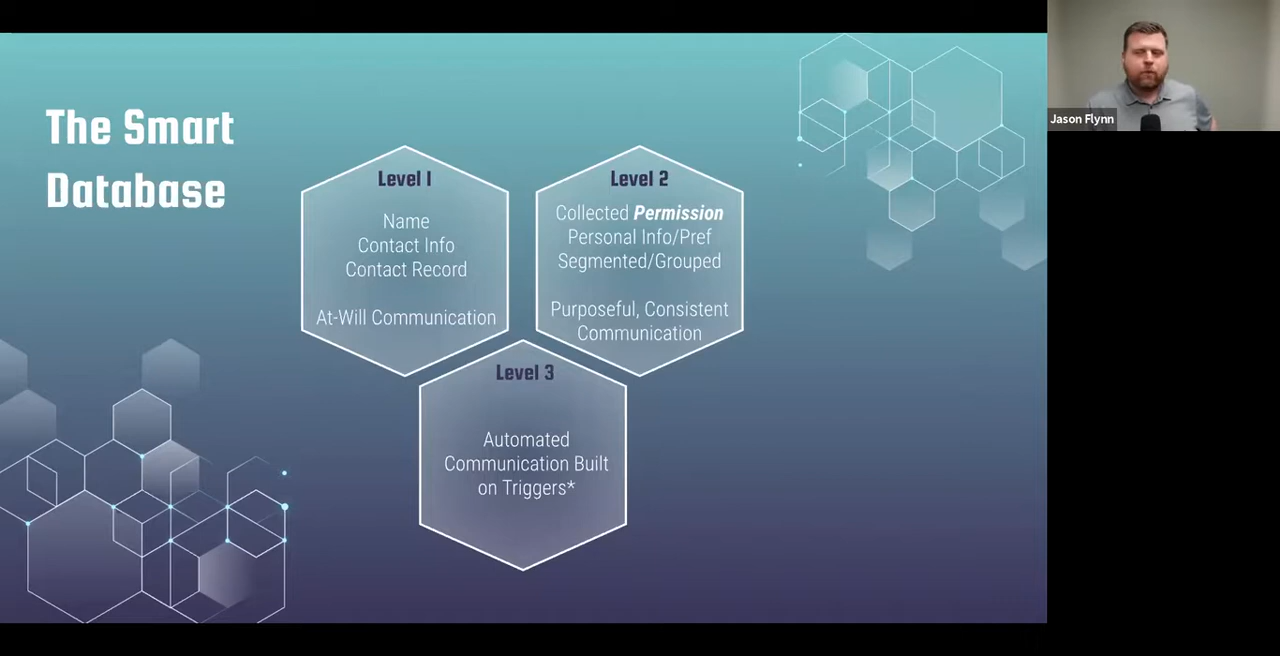 The Smart
Database
Level 1
Name
Contact Info
Contact Record
At-Will Communication
Level 2
Collected Permission
Personal Info/Pref
Segmented/Grouped
Purposeful, Consistent
Communication
Level 3
Automated
Communication Built
on Triggers*
Jason Flynn